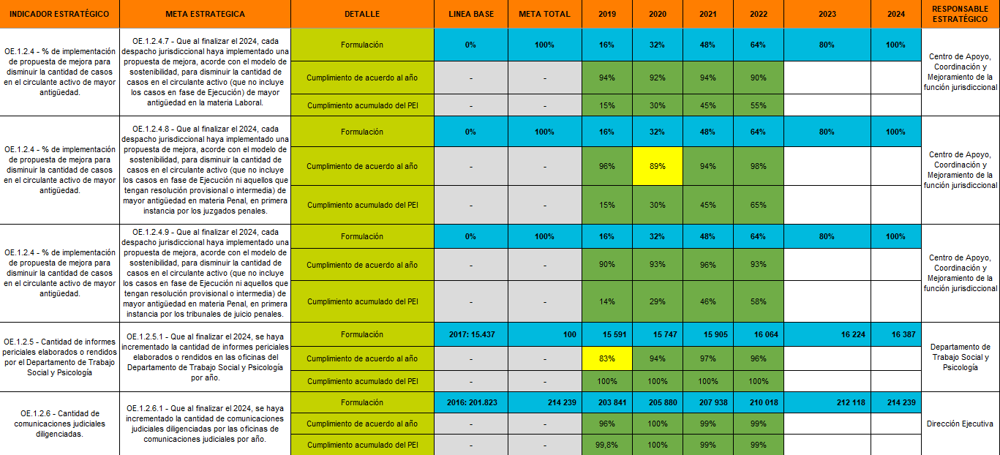 INDICADOR ESTRATÉGICO
META ESTRATEGICA
DETALLE
LINEA BASE
META TOTAL
2019
2020
2021
2022
2023
2024
RESPONSABLE
ESTRATÉGICO
OE.1.2.4 - % de implementación
de propuesta de mejora para
disminuir la cantidad de casos
en el circulante activo de mayor
antigüedad.
OE.1.2.4.7 - Que al finalizar el 2024, cada
despacho jurisdiccional haya implementado una
propuesta de mejora, acorde con el modelo de
sostenibilidad, para disminuir la cantidad de
casos en el circulante activo (que no incluye
los casos en fase de Ejecución) de mayor
antigüedad en la materia Laboral.
Formulación
0%
100%
16%
32%
48%
64%
80%
100%
Cumplimiento de acuerdo al año
-
-
94%
92%
94%
90%
Cumplimiento acumulado del PEI
-
-
15%
30%
45%
55%
Centro de Apoyo,
Coordinación y
Mejoramiento de la
función jurisdiccional
OE.1.2.4 - % de implementación
de propuesta de mejora para
disminuir la cantidad de casos
en el circulante activo de mayor
antigüedad.
OE.1.2.4.8 - Que al finalizar el 2024, cada
despacho jurisdiccional haya implementado una
propuesta de mejora, acorde con el modelo de
sostenibilidad, para disminuir la cantidad de
casos en el circulante activo (que no incluye
los casos en fase de Ejecución ni aquellos que
tengan resolución provisional o intermedia) de
mayor antigüedad en materia Penal, en primera
instancia por los juzgados penales.
Formulación
0%
100%
16%
32%
48%
64%
80%
100%
Cumplimiento de acuerdo al año
-
-
96%
89%
94%
98%
Cumplimiento acumulado del PEI
-
-
15%
30%
45%
65%
Centro de Apoyo,
Coordinación y
Mejoramiento de la
función jurisdiccional
OE.1.2.4 - % de implementación
de propuesta de mejora para
disminuir la cantidad de casos
en el circulante activo de mayor
antigüedad.
OE.1.2.4.9 - Que al finalizar el 2024, cada
despacho jurisdiccional haya implementado una
propuesta de mejora, acorde con el modelo de
sostenibilidad, para disminuir la cantidad de
casos en el circulante activo (que no incluye
los casos en fase de Ejecución ni aquellos que
tengan resolución provisional o intermedia) de
mayor antigüedad en materia Penal, en primera
instancia por los tribunales de juicio penales.
Formulación
0%
100%
16%
32%
48%
64%
80%
100%
Cumplimiento de acuerdo al año
-
-
90%
93%
96%
93%
Cumplimiento acumulado del PEI
-
-
14%
29%
46%
58%
Centro de Apoyo,
Coordinación y
Mejoramiento de la
función jurisdiccional
OE.1.2.5 - Cantidad de informes
periciales elaborados o rendidos
por el Departamento de Trabajo
Social y Psicología
OE.1.2.5.1 - Que al finalizar el 2024, se haya
incrementado la cantidad de informes periciales
elaborados o rendidos en las oficinas del
Departamento de Trabajo Social y Psicología
por año.
Formulación
2017: 15.437
100
15 591
15 747
15 905
16 064
16 224
16 387
Cumplimiento de acuerdo al año
-
-
83%
94%
97%
96%
Cumplimiento acumulado del PEI
-
-
100%
100%
100%
100%
Departamento de
Trabajo Social y
Psicología
OE.1.2.6 - Cantidad de
comunicaciones judiciales
diligenciadas.
OE.1.2.6.1 - Que al finalizar el 2024, se haya
incrementado la cantidad de comunicaciones
judiciales diligenciadas por las oficinas de
comunicaciones judiciales por año.
Formulación
2016: 201.823
214 239
203 841
205 880
207 938
210 018
212 118
214 239
Cumplimiento de acuerdo al año
-
-
96%
100%
99%
99%
Cumplimiento acumulado del PEI
-
-
99,8%
100%
99%
99%
Dirección Ejecutiva